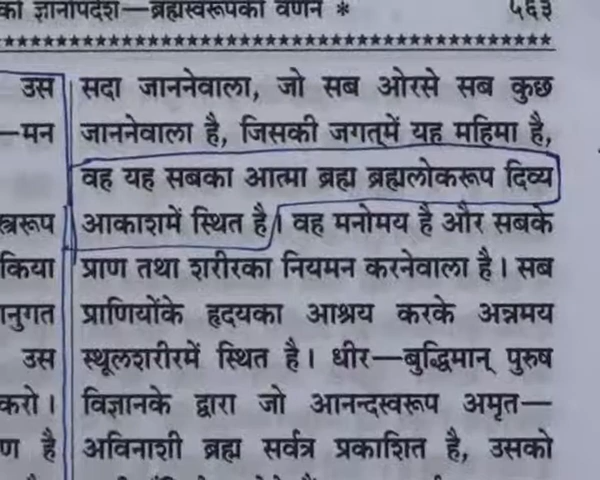 को ज्ञानोपदेश—ब्रह्मस्वरूपका वर्णन * ५६३
उस
—मन
स्वरूप
किया
नुगत
उस
करो ।
ण है
सदा जाननेवाला, जो सब ओरसे सब कुछ
जाननेवाला है, जिसकी जगत्‌में यह महिमा है,
वह यह सबका आत्मा ब्रह्म ब्रह्मलोकरूप दिव्य
आकाशमें स्थित है। वह मनोमय है और सबके
प्राण तथा शरीरका नियमन करनेवाला है। सब
प्राणियोंके हृदयका आश्रय करके अन्नमय
स्थूलशरीरमें स्थित है। धीर—बुद्धिमान् पुरुष
विज्ञानके द्वारा जो आनन्दस्वरूप अमृत—
अविनाशी ब्रह्म सर्वत्र प्रकाशित है, उसको